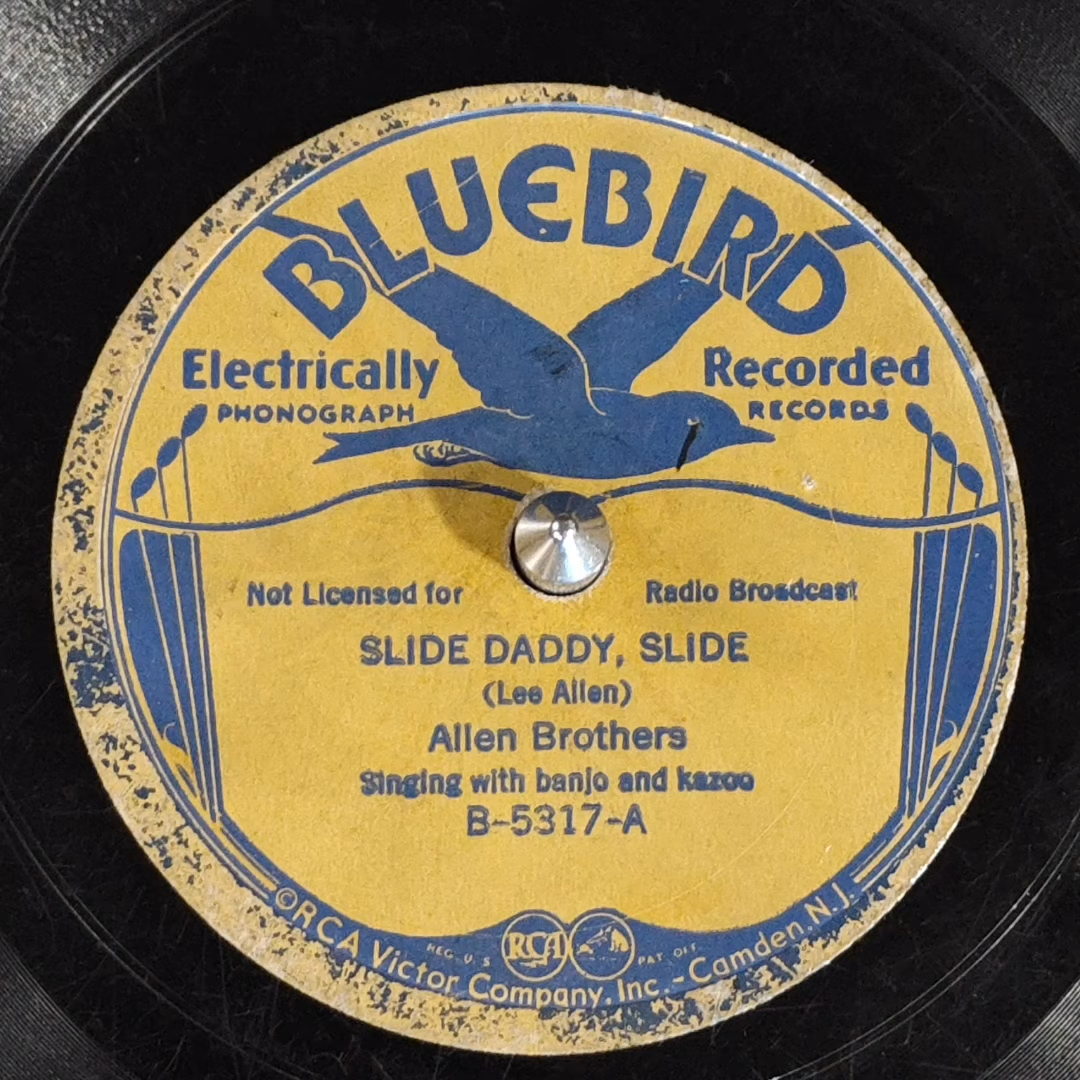 BLUEBIRD
Electrically Recorded
PHONOGRAPH RECORDS
Not Licensed for Radio Broadcast
SLIDE DADDY, SLIDE
(Lee Allen)
Allen Brothers
Singing with banjo and kazoo
B-5317-A
REG. U.S. RCA PAT. OFF.
©RCA Victor Company, Inc. - Camden, N.J.